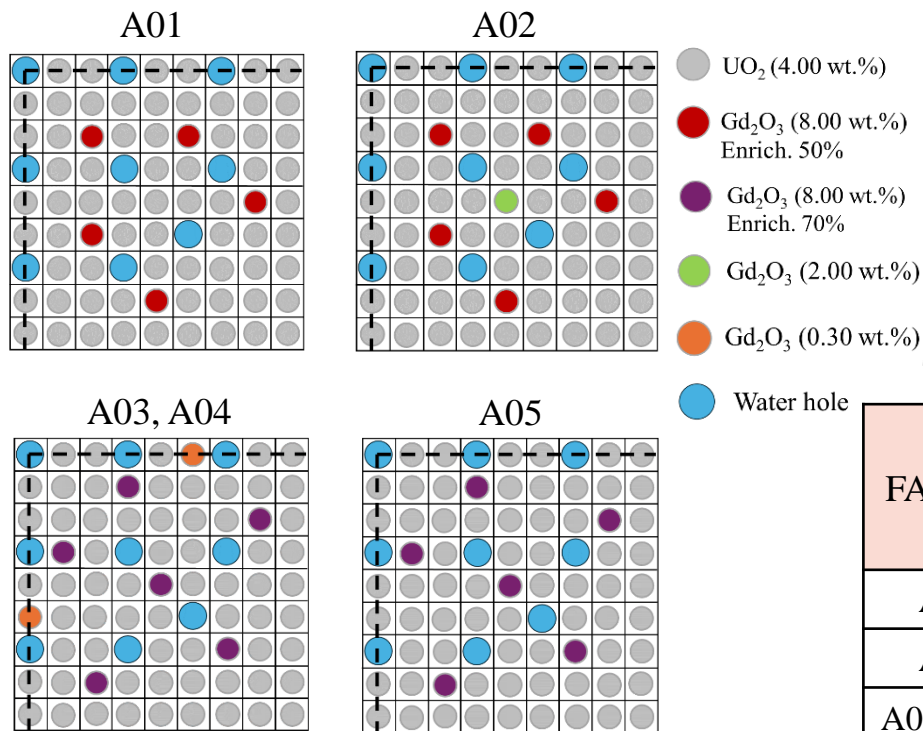 A01
A02
UO₂ (4.00 wt.%)
Gd₂O₃ (8.00 wt.%)
Enrich. 50%
Gd₂O₃ (8.00 wt.%)
Enrich. 70%
Gd₂O₃ (2.00 wt.%)
Gd₂O₃ (0.30 wt.%)
Water hole
A03, A04
A05
FA